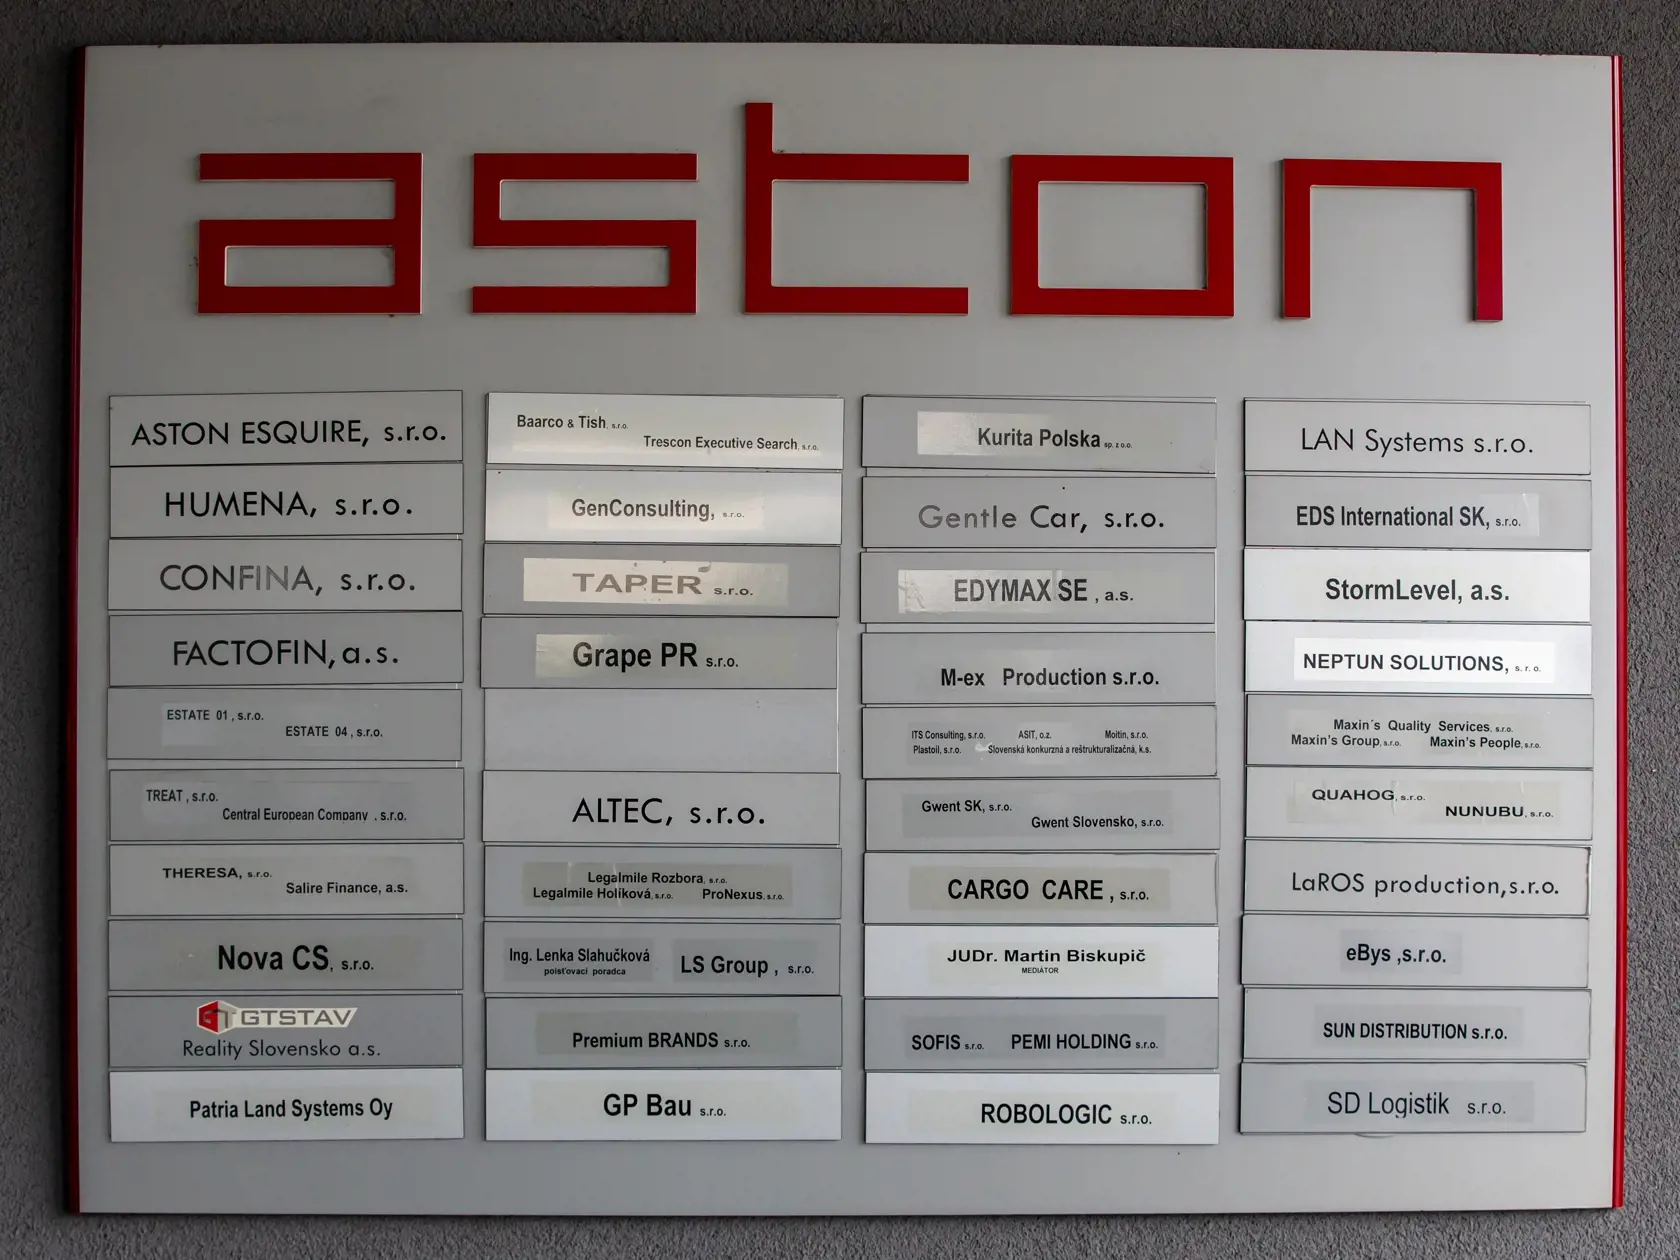 aston
ASTON ESQUIRE, s.r.o.
HUMENA, s.r.o.
CONFINA, s.r.o.
FACTOFIN, a.s.
ESTATE 01, s.r.o.
ESTATE 04, s.r.o.
TREAT, s.r.o.
Central European Company, s.r.o.
THERESA, s.r.o.
Salire Finance, a.s.
Nova CS, s.r.o.
GT GTSTAV
Reality Slovensko a.s.
Patria Land Systems Oy
Baarco & Tish, s.r.o.
Trescon Executive Search, s.r.o.
GenConsulting, s.r.o.
TAPER s.r.o.
Grape PR s.r.o.
ALTEC, s.r.o.
Legalmile Rozbora, s.r.o.
Legalmile Holíková, s.r.o. ProNexus, s.r.o.
Ing. Lenka Slahučková
poisťovací poradca
LS Group, s.r.o.
Premium BRANDS s.r.o.
GP Bau s.r.o.
Kurita Polska sp. z o.o.
Gentle Car, s.r.o.
EDYMAX SE, a.s.
M-ex Production s.r.o.
ITS Consulting, s.r.o. ASIT, o.z. Moitin, s.r.o.
Plastoil, s.r.o. Slovenská konkurzná a reštrukturalizačná, k.s.
Gwent SK, s.r.o.
Gwent Slovensko, s.r.o.
CARGO CARE, s.r.o.
JUDr. Martin Biskupič
MEDIÁTOR
SOFIS s.r.o. PEMI HOLDING s.r.o.
ROBOLOGIC s.r.o.
LAN Systems s.r.o.
EDS International SK, s.r.o.
StormLevel, a.s.
NEPTUN SOLUTIONS, s. r. o.
Maxin´s Quality Services, s.r.o.
Maxin's Group, s.r.o. Maxin's People, s.r.o.
QUAHOG, s.r.o.
NUNUBU, s.r.o.
LaROS production, s.r.o.
eBys ,s.r.o.
SUN DISTRIBUTION s.r.o.
SD Logistik s.r.o.